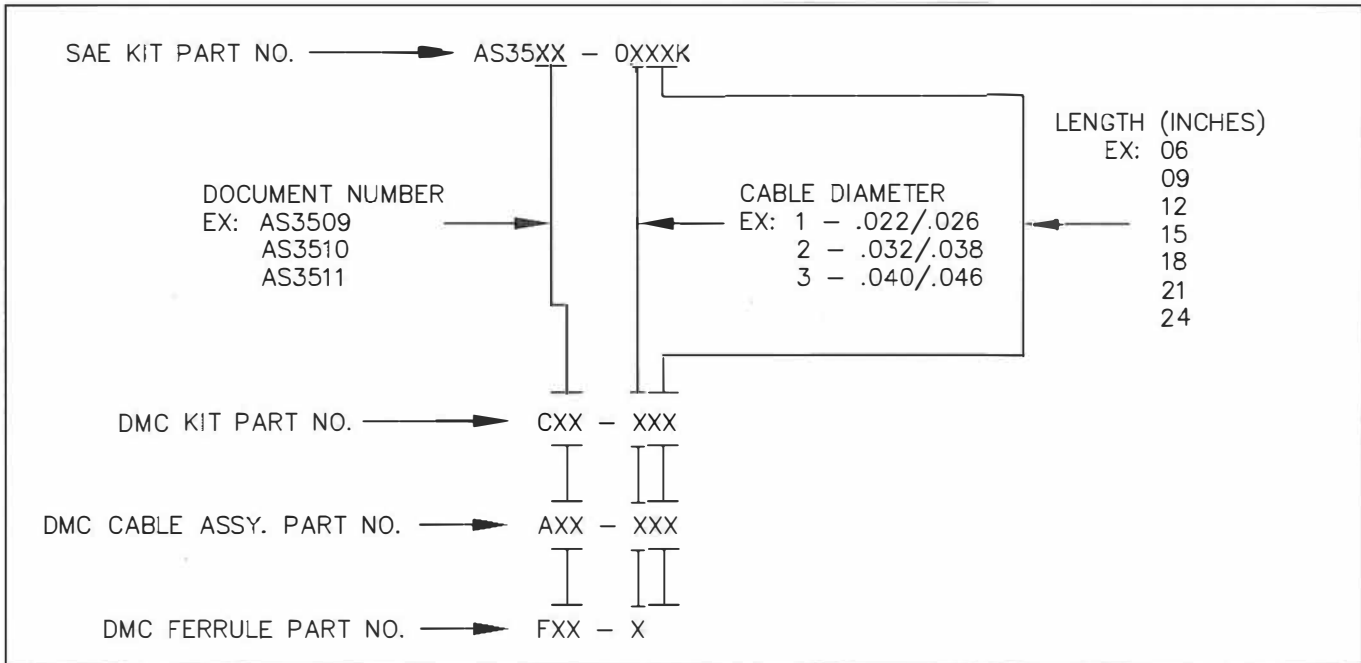 SAE KIT PART NO. AS35XX - 0XXXK
LENGTH (INCHES)
EX: 06
09
12
15
18
21
24
DOCUMENT NUMBER
EX: AS3509
AS3510
AS3511
CABLE DIAMETER
EX: 1 - .022/.026
2 - .032/.038
3 - .040/.046
DMC KIT PART NO. CXX - XXX
DMC CABLE ASSY. PART NO. AXX - XXX
DMC FERRULE PART NO. FXX - X